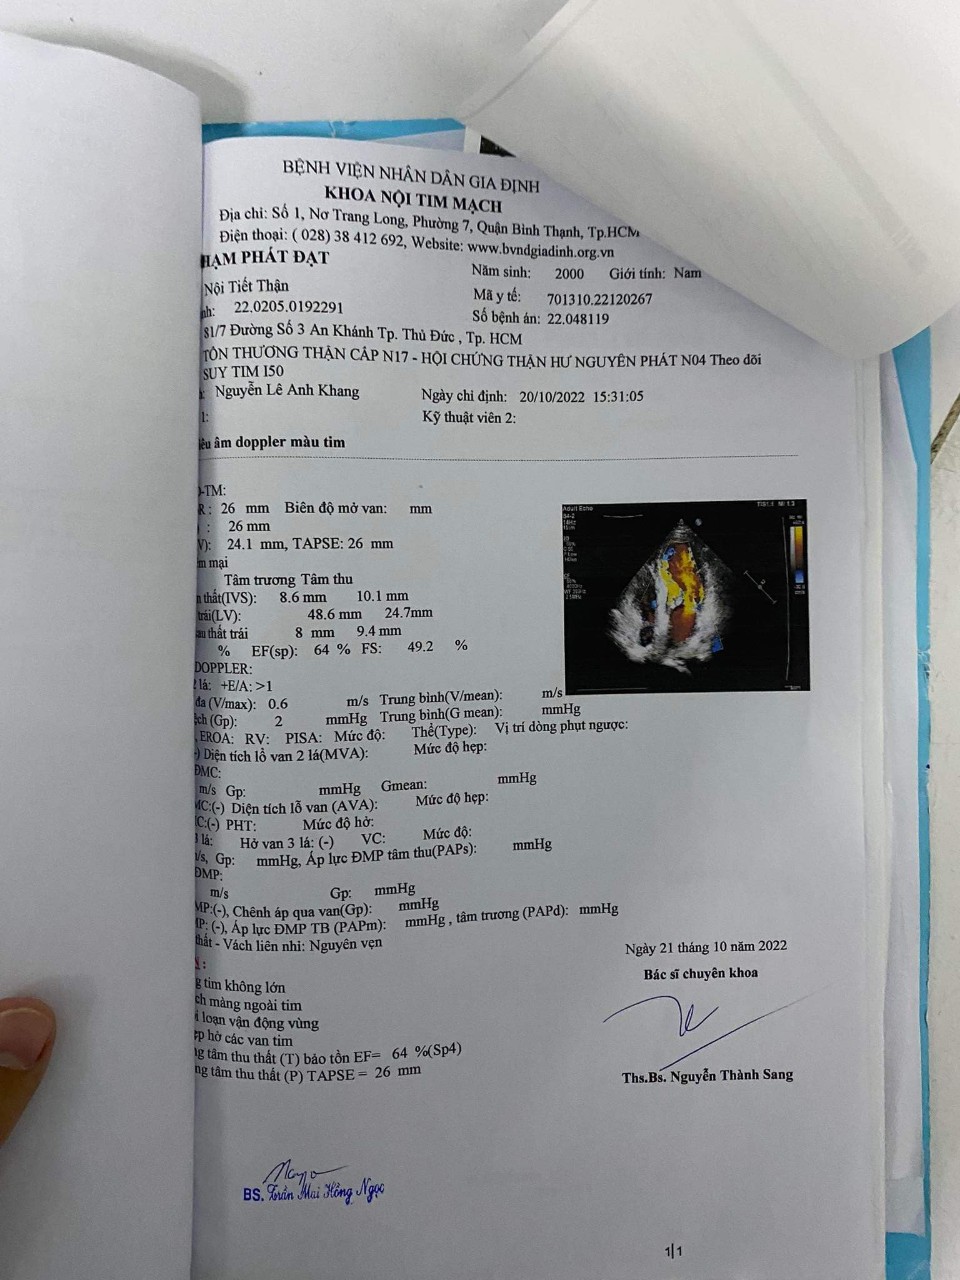 BỆNH VIỆN NHÂN DÂN GIA ĐỊNH
KHOA NỘI TIM MẠCH
Địa chỉ: Số 1, Nơ Trang Long, Phường 7, Quận Bình Thạnh, Tp.HCM
Điện thoại: ( 028) 38 412 692, Website: www.bvndgiadinh.org.vn
HẠM PHÁT ĐẠT
Năm sinh: 2000 Giới tính: Nam
Nội Tiết Thận
Mã y tế: 701310.22120267
nh: 22.0205.0192291
Số bệnh án: 22.048119
81/7 Đường Số 3 An Khánh Tp. Thủ Đức , Tp. HCM
TỔN THƯƠNG THẬN CẤP N17 - HỘI CHỨNG THẬN HƯ NGUYÊN PHÁT N04 Theo dõi
SUY TIM I50
Nguyễn Lê Anh Khang Ngày chỉ định: 20/10/2022 15:31:05
1: Kỹ thuật viên 2:
êu âm doppler màu tim
-TM:
R : 26 mm Biên độ mở van: mm
: 26 mm
V): 24.1 mm, TAPSE: 26 mm
m mại
Tâm trương Tâm thu
thất(IVS): 8.6 mm 10.1 mm
trái(LV): 48.6 mm 24.7mm
au thất trái 8 mm 9.4 mm
% EF(sp): 64 % FS: 49.2 %
DOPPLER:
lá: +E/A: >1
đa (V/max): 0.6 m/s Trung bình(V/mean): m/s
ệch (Gp): 2 mmHg Trung bình(G mean): mmHg
, EROA: RV: PISA: Mức độ: Thể(Type): Vị trí dòng phụt ngược:
-) Diện tích lỗ van 2 lá(MVA): Mức độ hẹp:
ĐMC:
m/s Gp: mmHg Gmean: mmHg
MC:(-) Diện tích lỗ van (AVA): Mức độ hẹp:
C:(-) PHT: Mức độ hở:
lá: Hở van 3 lá: (-) VC: Mức độ:
/s, Gp: mmHg, Áp lực ĐMP tâm thu(PAPs): mmHg
ĐMP:
m/s Gp: mmHg
MP:(-), Chênh áp qua van(Gp): mmHg
MP: (-), Áp lực ĐMP TB (PAPm): mmHg , tâm trương (PAPd): mmHg
thất - Vách liên nhĩ: Nguyên vẹn
Ngày 21 tháng 10 năm 2022
Bác sĩ chuyên khoa
g tim không lớn
ch màng ngoài tim
i loạn vận động vùng
ẹp hở các van tim
ng tâm thu thất (T) bảo tồn EF= 64 %(Sp4)
ng tâm thu thất (P) TAPSE = 26 mm
Ths.Bs. Nguyễn Thành Sang
BS. Trần Mai Hồng Ngọc
1|1
Adult Echo